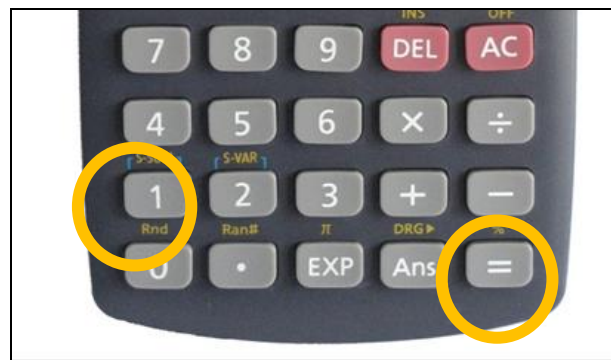 INS OFF
7 8 9 DEL AC
4 5 6 × ÷
S-VAR
1 2 3 + −
Rnd Ran# π DRG▶ %
0 · EXP Ans =